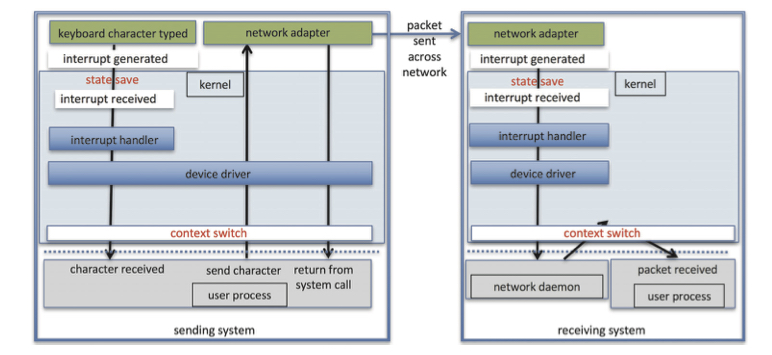 keyboard character typed
network adapter
interrupt generated
state save
kernel
interrupt received
interrupt handler
device driver
context switch
character received
send character
return from
system call
user process
sending system
packet
sent
across
network
network adapter
interrupt generated
state save
kernel
interrupt received
interrupt handler
device driver
context switch
network daemon
packet received
user process
receiving system